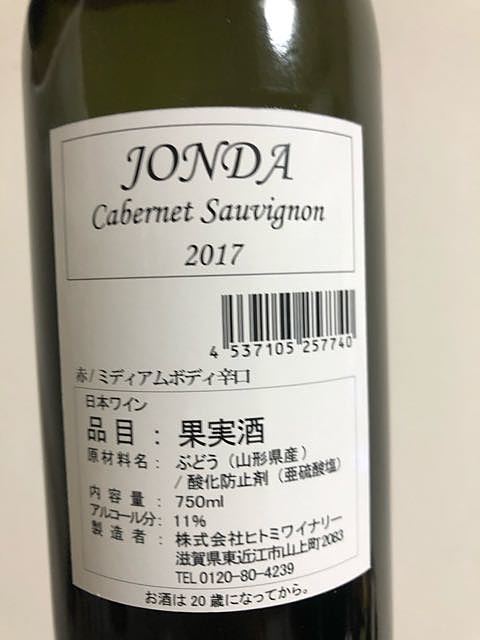 JONDA
Cabernet Sauvignon
2017
4 537105 257740
赤/ミディアムボディ辛口
日本ワイン
品目 : 果実酒
原材料名 : ぶどう(山形県産)
/ 酸化防止剤(亜硫酸塩)
内容量 : 750ml
アルコール分: 11%
製造者 : 株式会社ヒトミワイナリー
滋賀県東近江市山上町2083
TEL 0120-80-4239
お酒は20歳になってから。